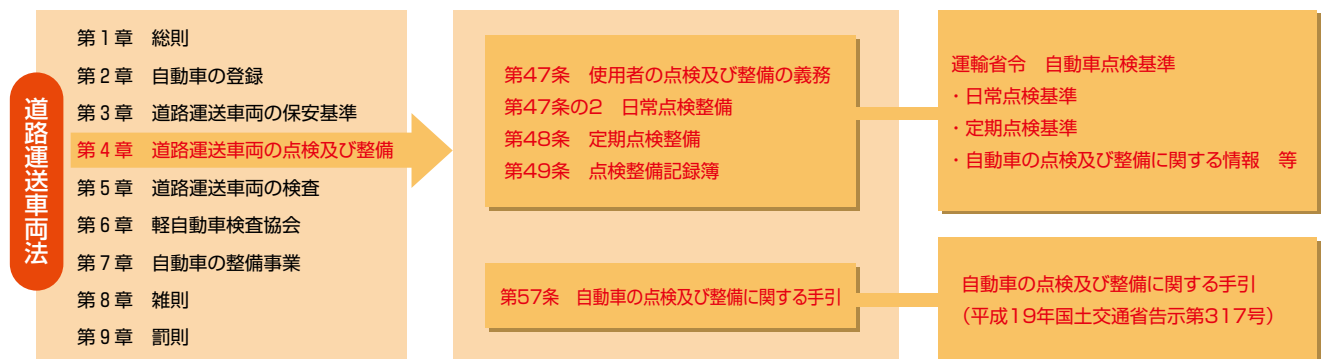 道路運送車両法
第1章 総則
第2章 自動車の登録
第3章 道路運送車両の保安基準
第4章 道路運送車両の点検及び整備
第5章 道路運送車両の検査
第6章 軽自動車検査協会
第7章 自動車の整備事業
第8章 雑則
第9章 罰則
第47条 使用者の点検及び整備の義務
第47条の2 日常点検整備
第48条 定期点検整備
第49条 点検整備記録簿
第57条 自動車の点検及び整備に関する手引
運輸省令 自動車点検基準
・日常点検基準
・定期点検基準
・自動車の点検及び整備に関する情報 等
自動車の点検及び整備に関する手引
（平成19年国土交通省告示第317号）